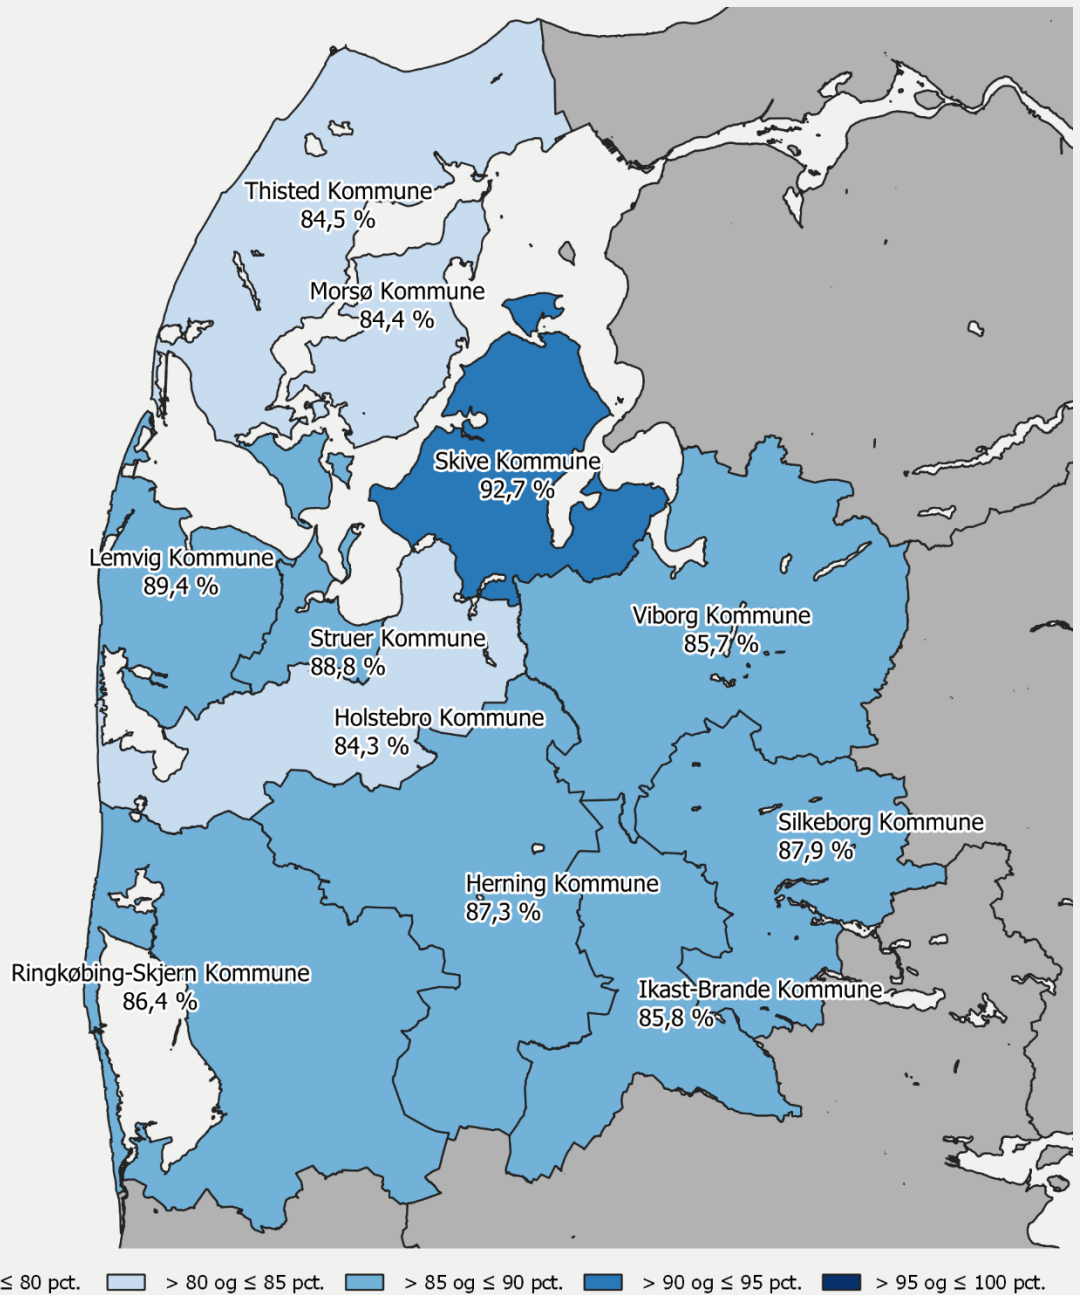 Thisted Kommune
84,5 %
Morsø Kommune
84,4 %
Skive Kommune
92,7 %
Lemvig Kommune
89,4 %
Viborg Kommune
85,7 %
Struer Kommune
88,8 %
Holstebro Kommune
84,3 %
Silkeborg Kommune
87,9 %
Herning Kommune
87,3 %
Ringkøbing-Skjern Kommune
86,4 %
Ikast-Brande Kommune
85,8 %
≤ 80 pct. > 80 og ≤ 85 pct. > 85 og ≤ 90 pct. > 90 og ≤ 95 pct. > 95 og ≤ 100 pct.